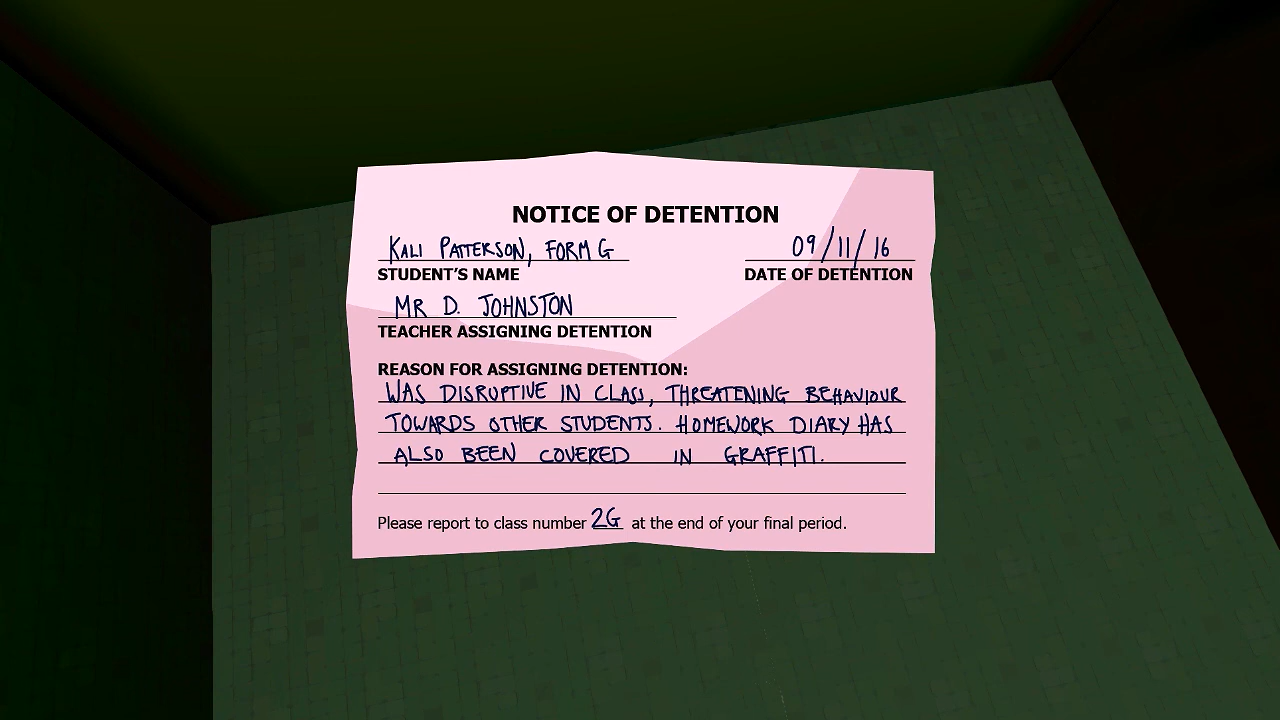 NOTICE OF DETENTION
KALI PATTERSON, FORM G 09/11/16
STUDENT'S NAME DATE OF DETENTION
MR D. JOHNSTON
TEACHER ASSIGNING DETENTION
REASON FOR ASSIGNING DETENTION:
WAS DISRUPTIVE IN CLASS, THREATENING BEHAVIOUR
TOWARDS OTHER STUDENTS. HOMEWORK DIARY HAS
ALSO BEEN COVERED IN GRAFFITI.
Please report to class number 2G at the end of your final period.